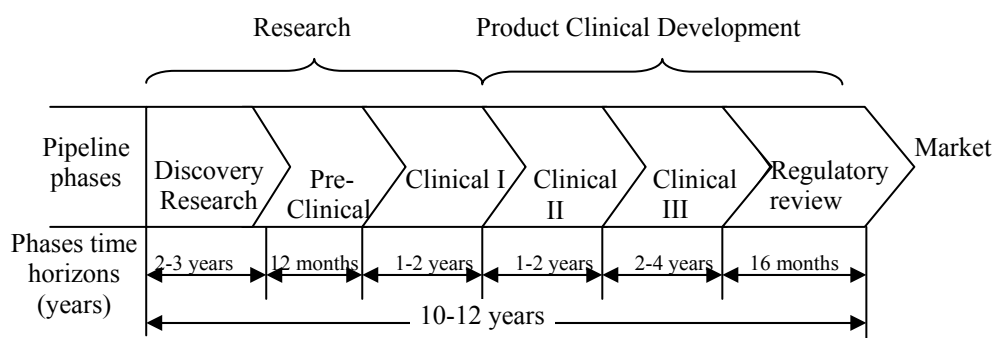 Research
Product Clinical Development
Pipeline
phases
Discovery
Research
Pre-
Clinical
Clinical I
Clinical
II
Clinical
III
Regulatory
review
Market
Phases time
horizons
(years)
2-3 years
12 months
1-2 years
1-2 years
2-4 years
16 months
10-12 years